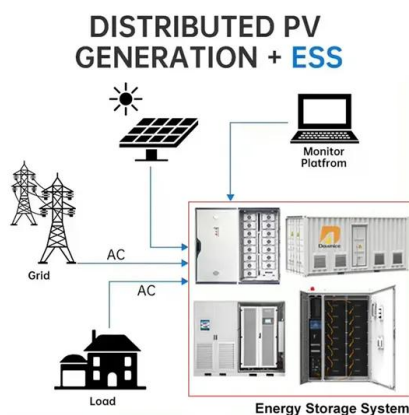 DISTRIBUTED PV
GENERATION + ESS
Monitor
Platfrom
AC
Grid
AC
Load
Energy Storage System